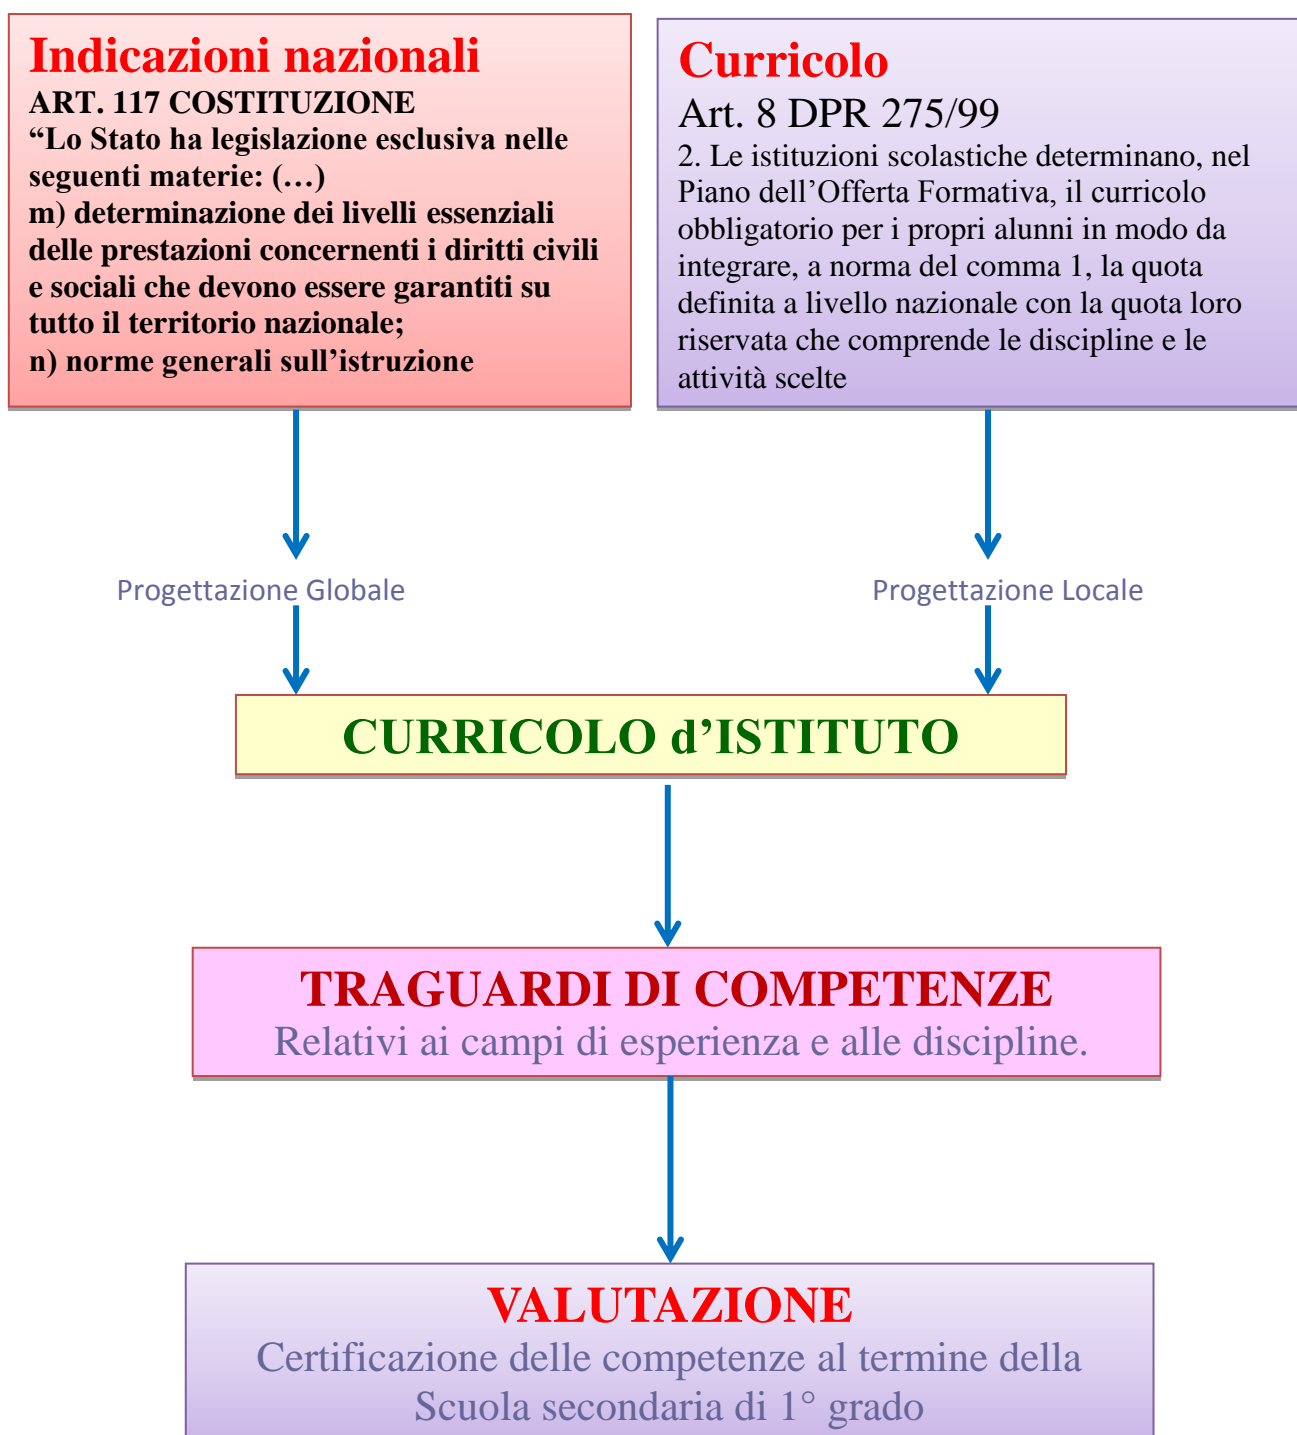 Indicazioni nazionali
ART. 117 COSTITUZIONE
“Lo Stato ha legislazione esclusiva nelle
seguenti materie: (…)
m) determinazione dei livelli essenziali
delle prestazioni concernenti i diritti civili
e sociali che devono essere garantiti su
tutto il territorio nazionale;
n) norme generali sull’istruzione
Curricolo
Art. 8 DPR 275/99
2. Le istituzioni scolastiche determinano, nel
Piano dell’Offerta Formativa, il curricolo
obbligatorio per i propri alunni in modo da
integrare, a norma del comma 1, la quota
definita a livello nazionale con la quota loro
riservata che comprende le discipline e le
attività scelte
Progettazione Globale
Progettazione Locale
CURRICOLO d’ISTITUTO
TRAGUARDI DI COMPETENZE
Relativi ai campi di esperienza e alle discipline.
VALUTAZIONE
Certificazione delle competenze al termine della
Scuola secondaria di 1° grado